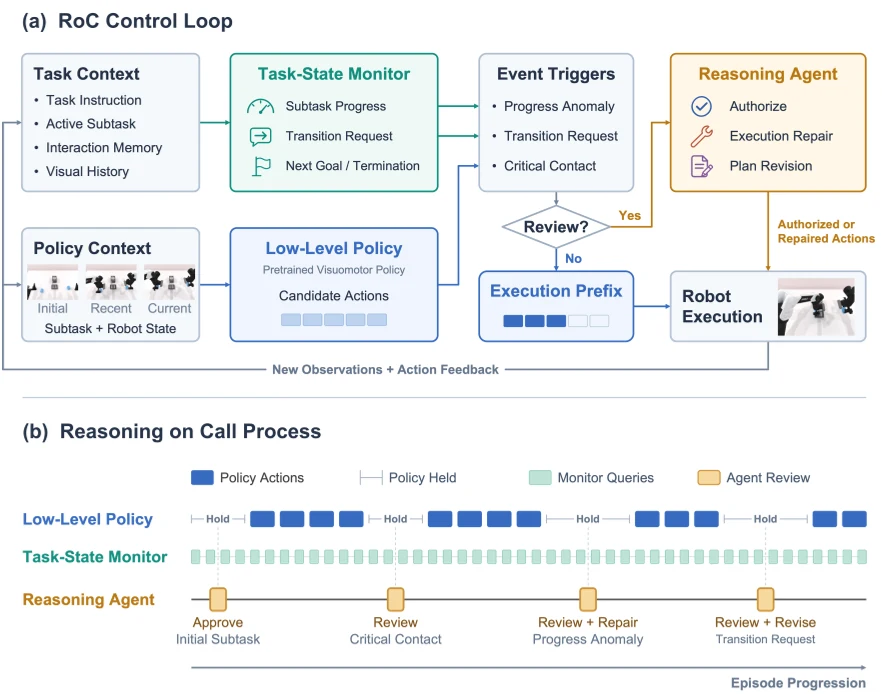 (a) RoC Control Loop
Task Context
• Task Instruction
• Active Subtask
• Interaction Memory
• Visual History
Task-State Monitor
Subtask Progress
Transition Request
Next Goal / Termination
Event Triggers
• Progress Anomaly
• Transition Request
• Critical Contact
Reasoning Agent
Authorize
Execution Repair
Plan Revision
Review?
Yes
No
Authorized or
Repaired Actions
Policy Context
Initial Recent Current
Subtask + Robot State
Low-Level Policy
Pretrained Visuomotor Policy
Candidate Actions
Execution Prefix
Robot
Execution
New Observations + Action Feedback
(b) Reasoning on Call Process
Policy Actions Policy Held Monitor Queries Agent Review
Low-Level Policy
Hold Hold Hold Hold
Task-State Monitor
Reasoning Agent
Approve
Initial Subtask
Review
Critical Contact
Review + Repair
Progress Anomaly
Review + Revise
Transition Request
Episode Progression